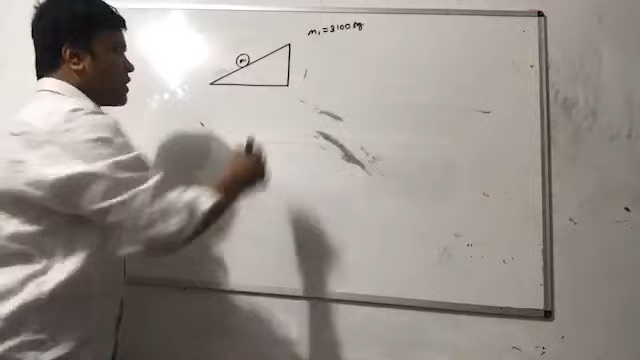 m₁ = 3100 kg
m